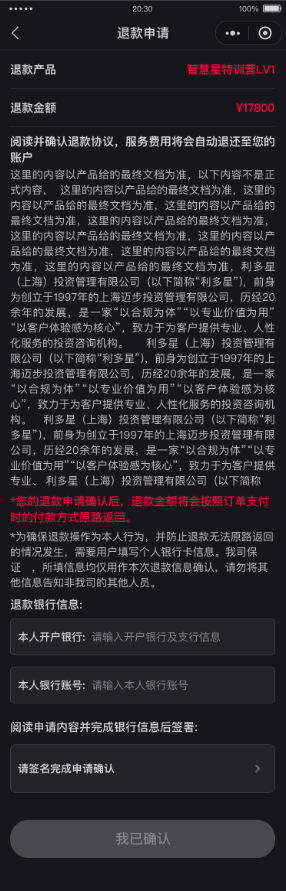 20:30
100%
退款申请
退款产品 智慧星特训营LV1
退款金额 ¥17800
阅读并确认退款协议，服务费用将会自动退还至您的
账户
这里的内容以产品给的最终文档为准，以下内容不是正
式内容， 这里的内容以产品给的最终文档为准，这里的
内容以产品给的最终文档为准，这里的内容以产品给的
最终文档为准，这里的内容以产品给的最终文档为准，
这里的内容以产品给的最终文档为准，这里的内容以产
品给的最终文档为准，这里的内容以产品给的最终文档
为准，这里的内容以产品给的最终文档为准，利多星
（上海）投资管理有限公司（以下简称“利多星”)，前身
为创立于1997年的上海迈步投资管理有限公司，历经20
余年的发展，是一家“以合规为体”“以专业价值为用”
“以客户体验感为核心”，致力于为客户提供专业、人性
化服务的投资咨询机构。 利多星（上海）投资管理有
限公司（以下简称“利多星”)，前身为创立于1997年的上
海迈步投资管理有限公司，历经20余年的发展，是一家
“以合规为体”“以专业价值为用”“以客户体验感为核
心”，致力于为客户提供专业、人性化服务的投资咨询机
构。 利多星（上海）投资管理有限公司（以下简称“利
多星”)，前身为创立于1997年的上海迈步投资管理有限
公司，历经20余年的发展，是一家“以合规为体”“以专
业价值为用”“以客户体验感为核心”，致力于为客户提供
专业、 利多星（上海）投资管理有限公司（以下简称
*您的退款申请确认后，退款金额将会按照订单支付
时的付款方式原路返回。
*为确保退款操作为本人行为，并防止退款无法原路返回
的情况发生，需要用户填写个人银行卡信息。我司保
证 ，所填信息均仅用作本次退款信息确认，请勿将其
他信息告知非我司的其他人员。
退款银行信息:
本人开户银行: 请输入开户银行及支行信息
本人银行账号: 请输入本人银行账号
阅读申请内容并完成银行信息后签署:
请签名完成申请确认
我已确认